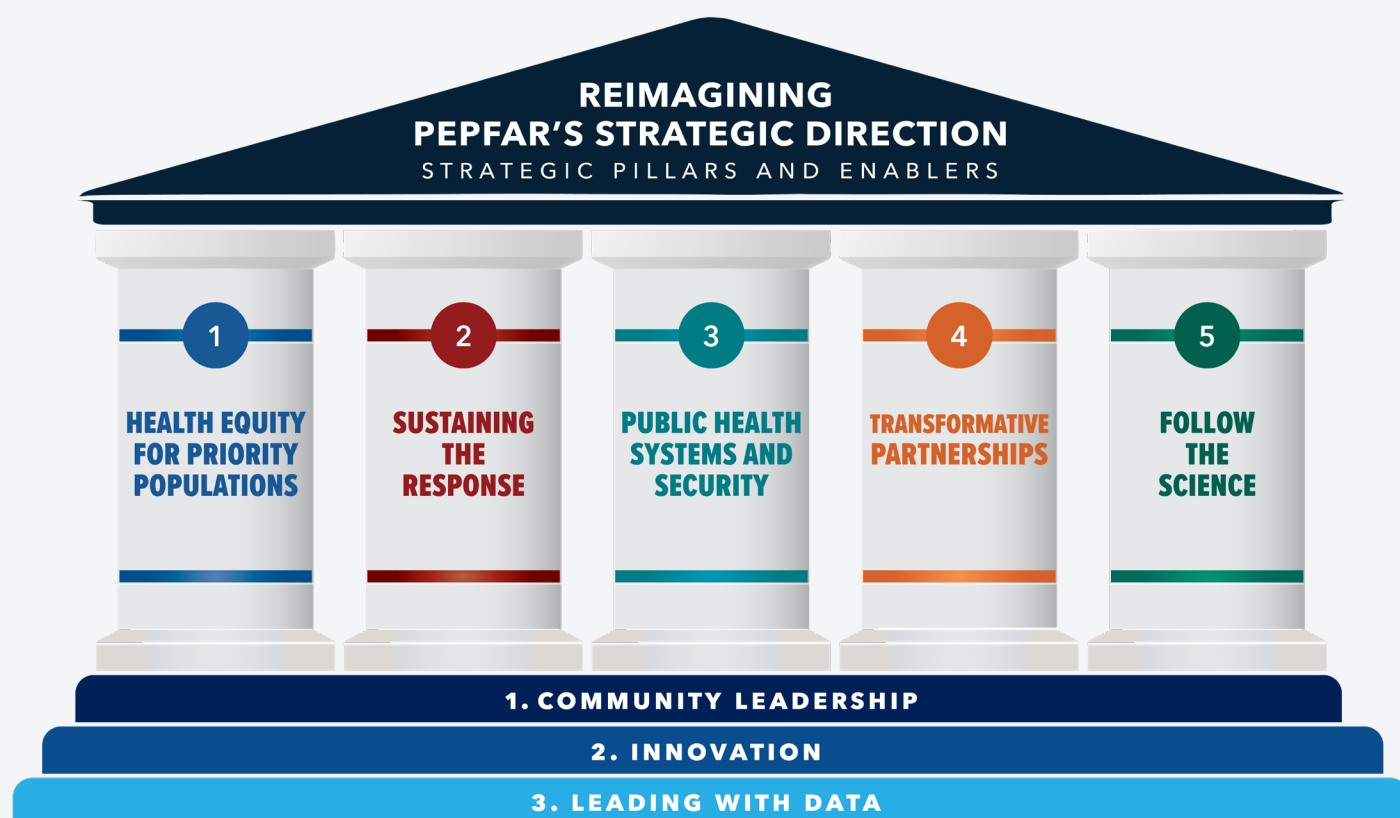 REIMAGINING
PEPFAR'S STRATEGIC DIRECTION
STRATEGIC PILLARS AND ENABLERS
1
HEALTH EQUITY
FOR PRIORITY
POPULATIONS
2
SUSTAINING
THE
RESPONSE
3
PUBLIC HEALTH
SYSTEMS AND
SECURITY
4
TRANSFORMATIVE
PARTNERSHIPS
5
FOLLOW
THE
SCIENCE
1. COMMUNITY LEADERSHIP
2. INNOVATION
3. LEADING WITH DATA